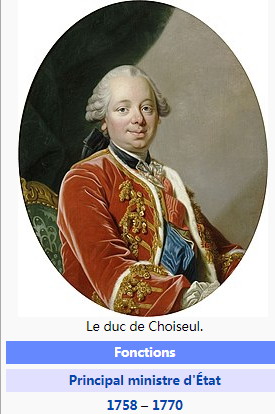 Le duc de Choiseul.
Fonctions
Principal ministre d'État
1758 – 1770